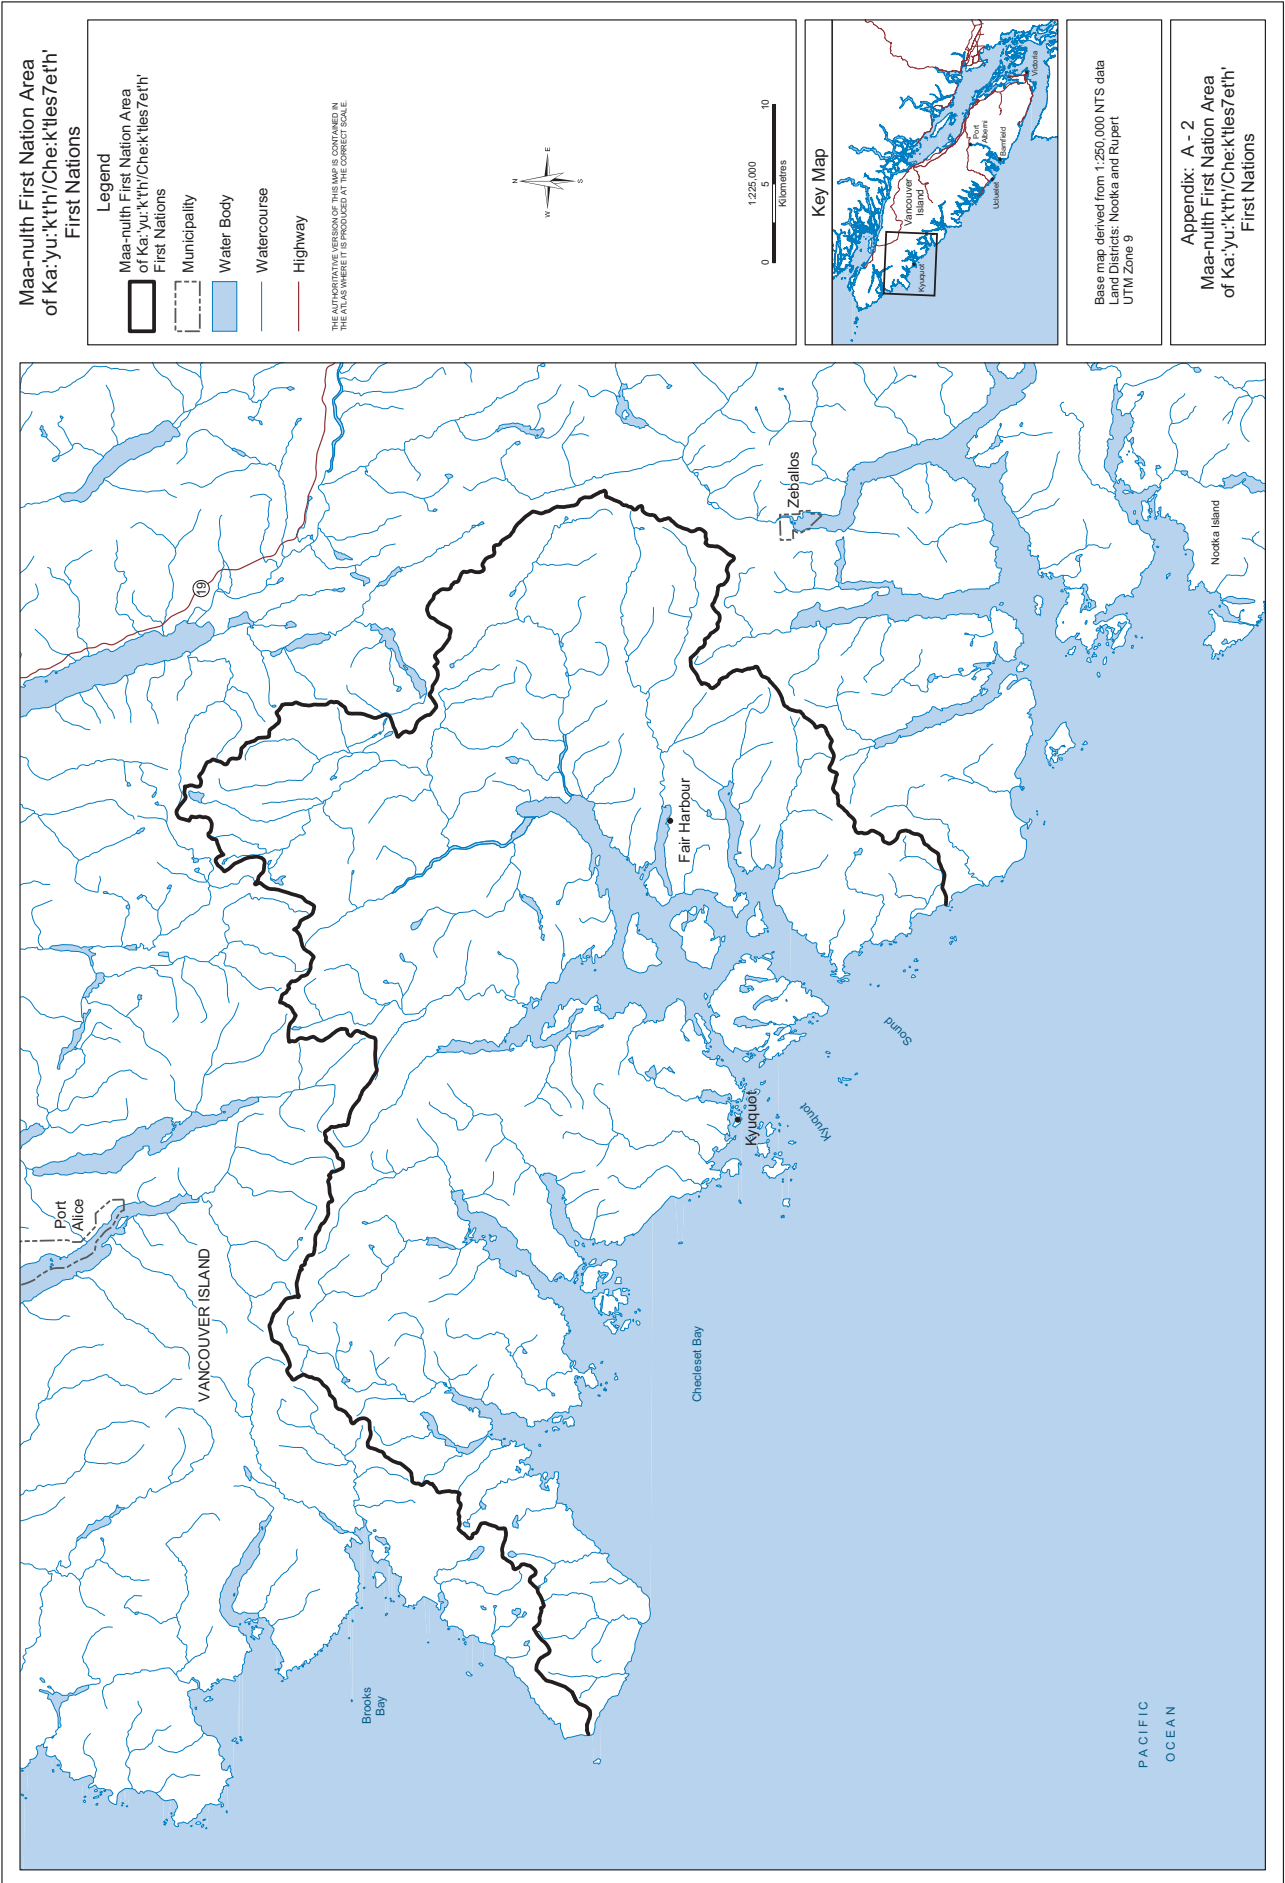 Maa-nulth First Nation Area
of Ka:'yu:'k't'h'/Che:k'tles7et'h'
First Nations
Legend
Maa-nulth First Nation Area
of Ka:'yu:'k't'h'/Che:k'tles7et'h'
First Nations
Municipality
Water Body
Watercourse
Highway
THE AUTHORITATIVE VERSION OF THIS MAP IS CONTAINED IN
THE ATLAS WHERE IT IS PRODUCED AT THE CORRECT SCALE.
N
W
E
S
1:225,000
0
5
10
Kilometres
Key Map
Kyuquot
Vancouver
Island
Port
Alberni
Ucluelet
Bamfield
Victoria
Base map derived from 1:250,000 NTS data
Land Districts: Nootka and Rupert
UTM Zone 9
Appendix: A - 2
Maa-nulth First Nation Area
of Ka:'yu:'k't'h'/Che:k'tles7et'h'
First Nations
Port
Alice
VANCOUVER ISLAND
19
Brooks
Bay
Checleset Bay
Kyuquot
Kyuquot
Sound
Fair Harbour
Zeballos
Nootka Island
PACIFIC
OCEAN